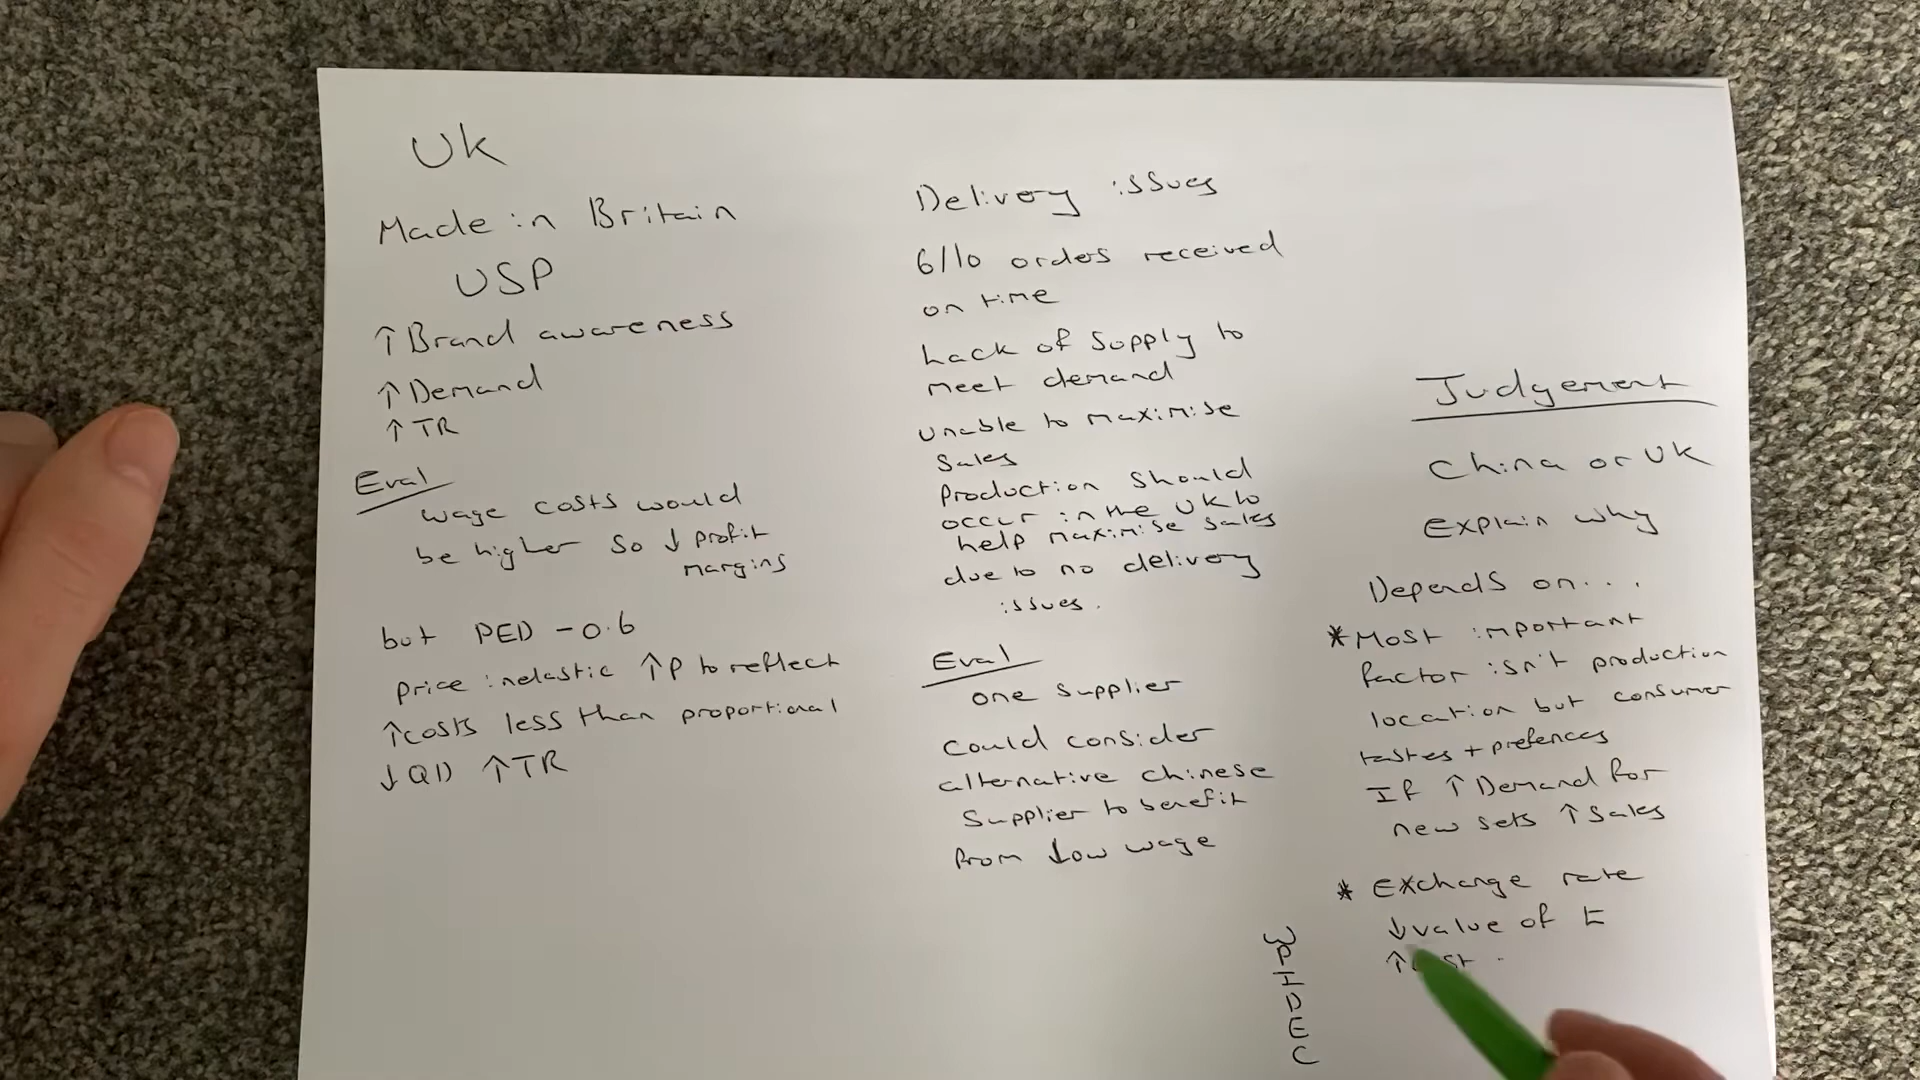 UK
Made in Britain
USP
↑ Brand awareness
↑ Demand
↑ TR
Eval
wage costs would
be higher so ↓ profit
margins
but PED -0.6
price inelastic ↑P to reflect
↑costs less than proportional
↓ QD ↑TR
Delivery issues
6/10 orders received
on time
Lack of supply to
meet demand
unable to maximise
sales
production should
occur in the UK to
help maximise sales
due to no delivery
issues.
Eval
one supplier
could consider
alternative chinese
supplier to benefit
from low wage
Judgement
China or UK
Explain why
Depends on...
* Most important
factor isn't production
location but consumer
tastes + prefences
If ↑ Demand for
new sets ↑ sales
* Exchange rate
↓ value of £
↑